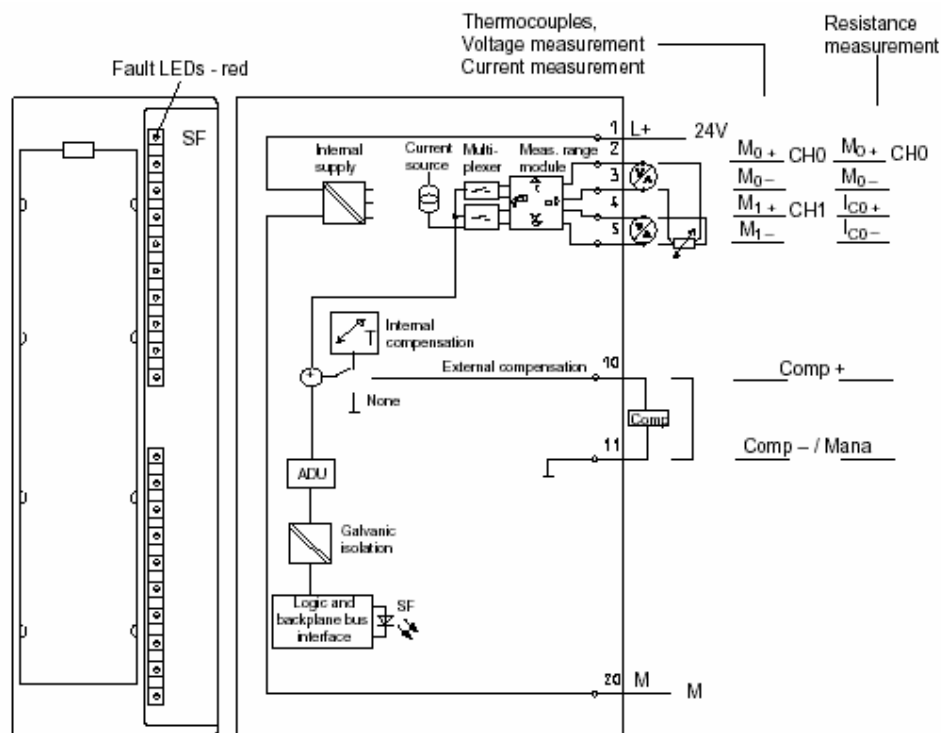 Thermocouples,
Voltage measurement
Current measurement
Resistance
measurement
Fault LEDs - red
SF
Internal
supply
Current
source
Multi-
plexer
Meas. range
module
1 L+ 24V
2
3
4
5
M0+ CH0 M0+ CH0
M0− M0−
M1+ CH1 IC0+
M1− IC0−
T
Internal
compensation
External compensation 10 Comp +
+
None
Comp
11 Comp − / Mana
ADU
Galvanic
isolation
Logic and
backplane bus
interface
SF
20 M M